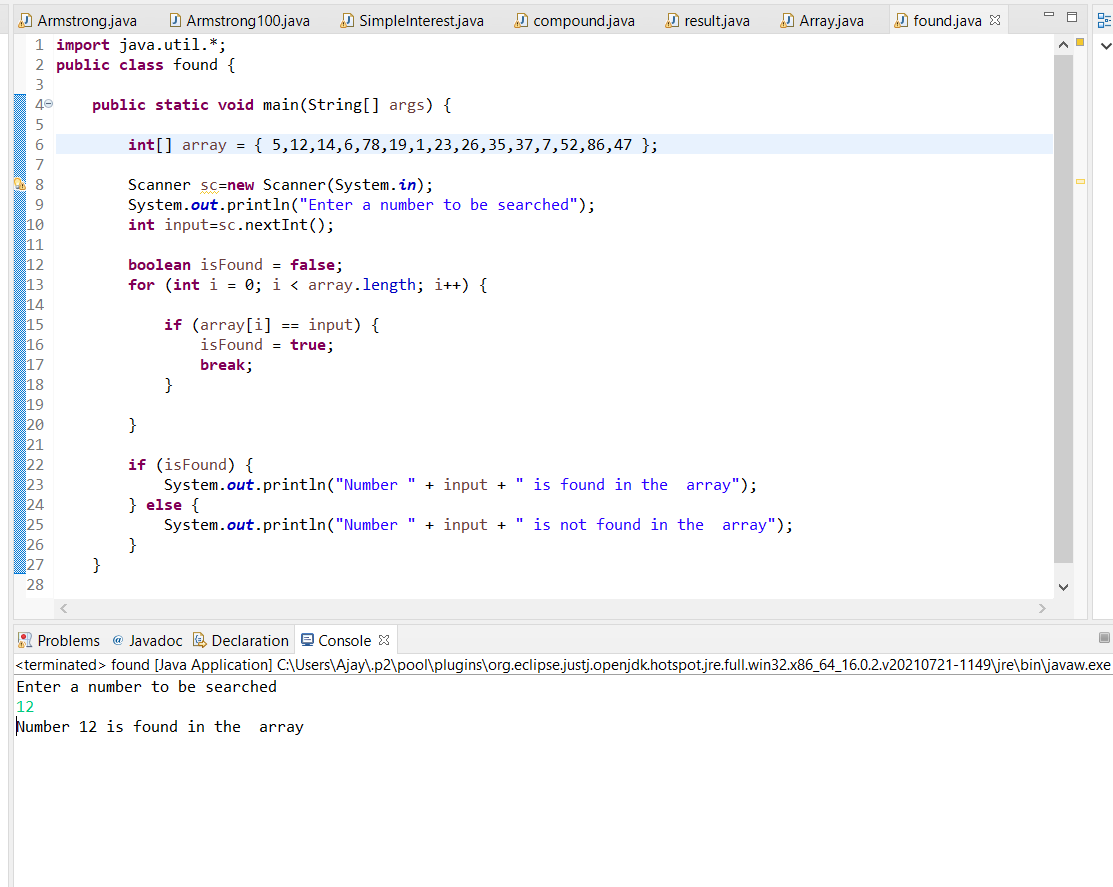 Armstrong.java Armstrong100.java SimpleInterest.java compound.java result.java Array.java found.java
1 import java.util.*;
2 public class found {
3
4     public static void main(String[] args) {
5
6         int[] array = { 5,12,14,6,78,19,1,23,26,35,37,7,52,86,47 };
7
8         Scanner sc=new Scanner(System.in);
9         System.out.println("Enter a number to be searched");
10         int input=sc.nextInt();
11
12         boolean isFound = false;
13         for (int i = 0; i < array.length; i++) {
14
15             if (array[i] == input) {
16                 isFound = true;
17                 break;
18             }
19
20         }
21
22         if (isFound) {
23             System.out.println("Number " + input + " is found in the  array");
24         } else {
25             System.out.println("Number " + input + " is not found in the  array");
26         }
27     }
28
Problems @ Javadoc Declaration Console
<terminated> found [Java Application] C:\Users\Ajay\.p2\pool\plugins\org.eclipse.justj.openjdk.hotspot.jre.full.win32.x86_64_16.0.2.v20210721-1149\jre\bin\javaw.exe
Enter a number to be searched
12
Number 12 is found in the  array